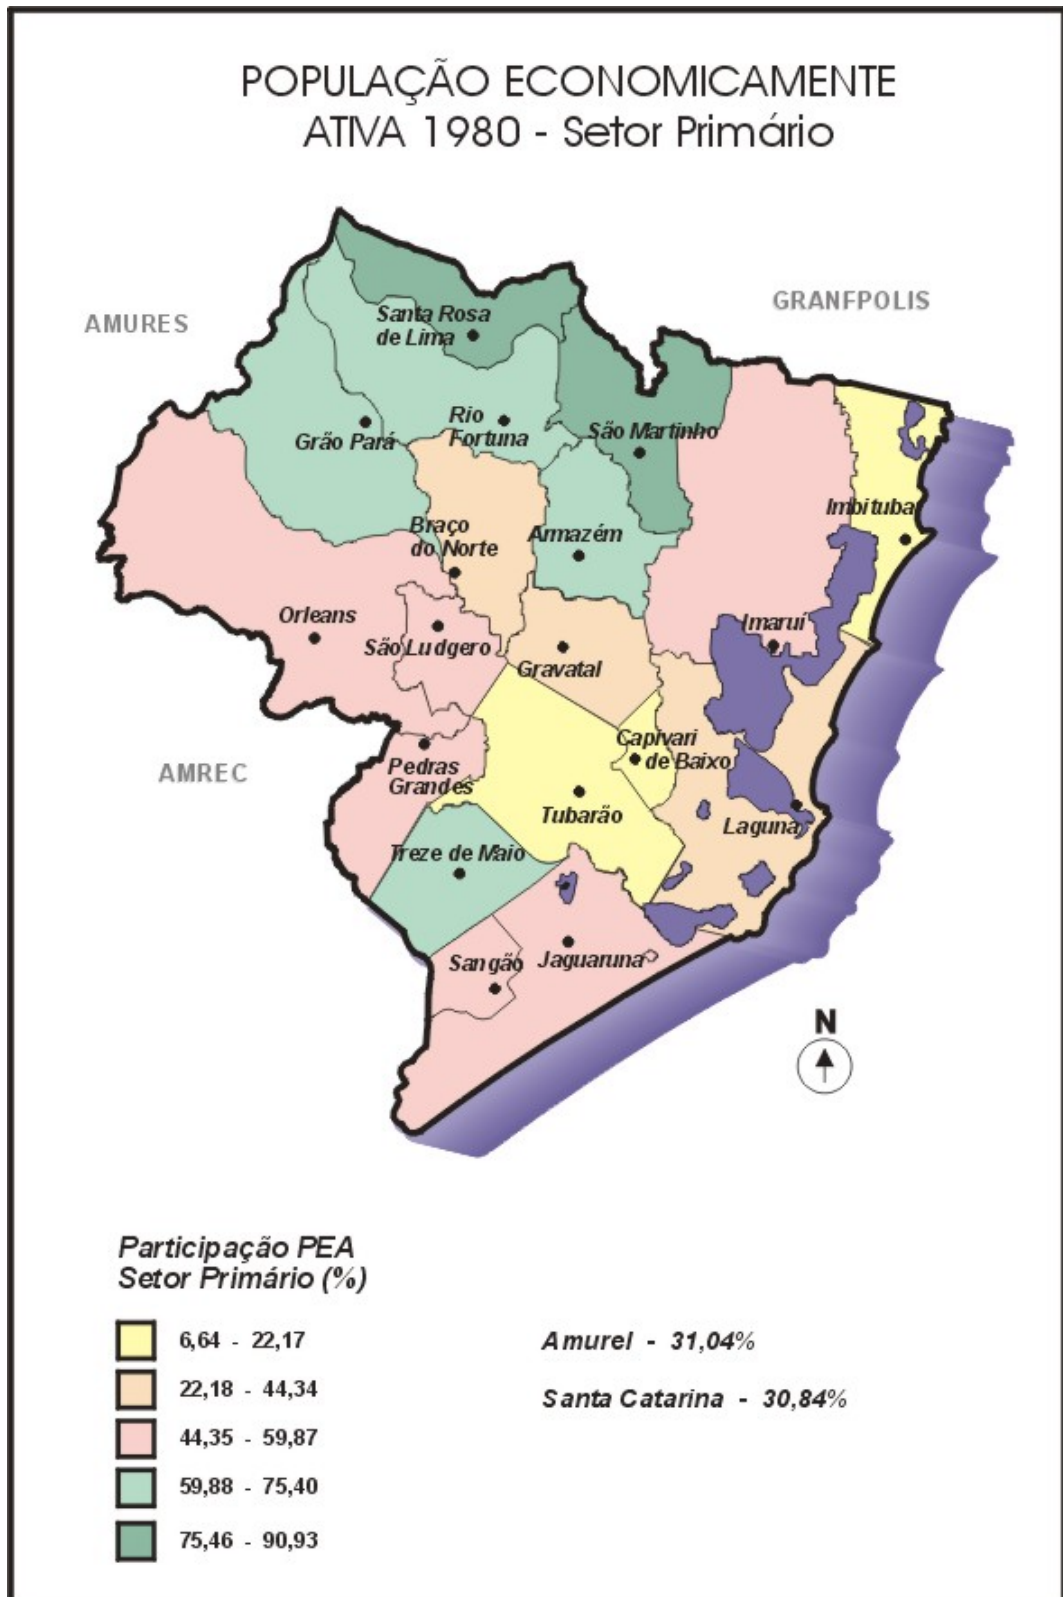 POPULAÇÃO ECONOMICAMENTE
ATIVA 1980 - Setor Primário
AMURES
GRANFPOLIS
Santa Rosa
de Lima
Grão Pará
Rio
Fortuna
São Martinho
Imbituba
Braço
do Norte
Armazém
Orleans
São Ludgero
Gravatal
Imaruí
AMREC
Pedras
Grandes
Capivari
de Baixo
Tubarão
Laguna
Treze de Maio
Sangão
Jaguaruna
N
Participação PEA
Setor Primário (%)
6,64 - 22,17
22,18 - 44,34
44,35 - 59,87
59,88 - 75,40
75,46 - 90,93
Amurel - 31,04%
Santa Catarina - 30,84%